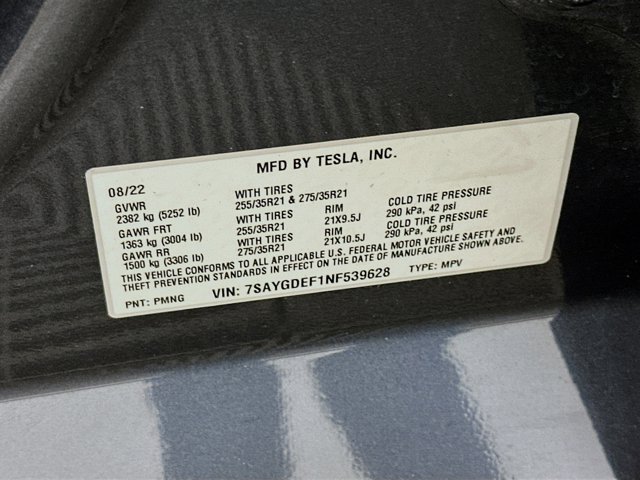 MFD BY TESLA, INC.
08/22
GVWR WITH TIRES COLD TIRE PRESSURE
2382 kg (5252 lb) 255/35R21 & 275/35R21 290 kPa, 42 psi
GAWR FRT WITH TIRES RIM COLD TIRE PRESSURE
1363 kg (3004 lb) 255/35R21 21X9.5J 290 kPa, 42 psi
GAWR RR WITH TIRES RIM
1500 kg (3306 lb) 275/35R21 21X10.5J
THIS VEHICLE CONFORMS TO ALL APPLICABLE U.S. FEDERAL MOTOR VEHICLE SAFETY AND
THEFT PREVENTION STANDARDS IN EFFECT ON THE DATE OF MANUFACTURE SHOWN ABOVE.
PNT: PMNG VIN: 7SAYGDEF1NF539628 TYPE: MPV